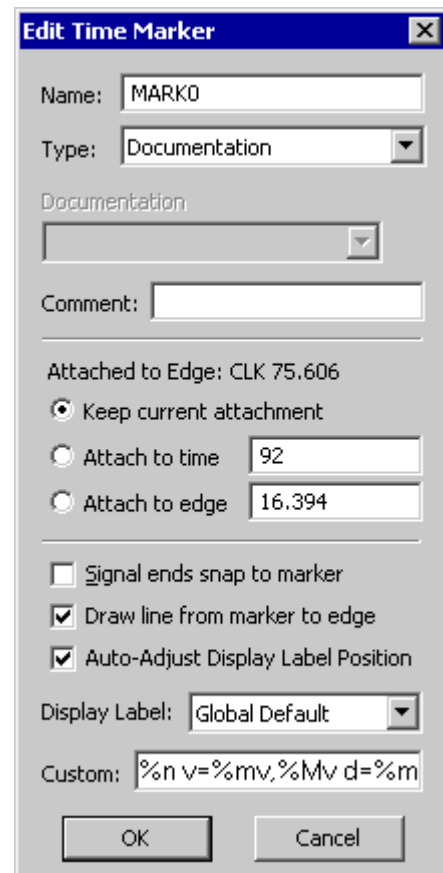 Edit Time Marker
Name: MARK0
Type: Documentation
Documentation
Comment:
Attached to Edge: CLK 75.606
Keep current attachment
Attach to time 92
Attach to edge 16.394
Signal ends snap to marker
Draw line from marker to edge
Auto-Adjust Display Label Position
Display Label: Global Default
Custom: %n v=%mv,%Mv d=%m
OK Cancel